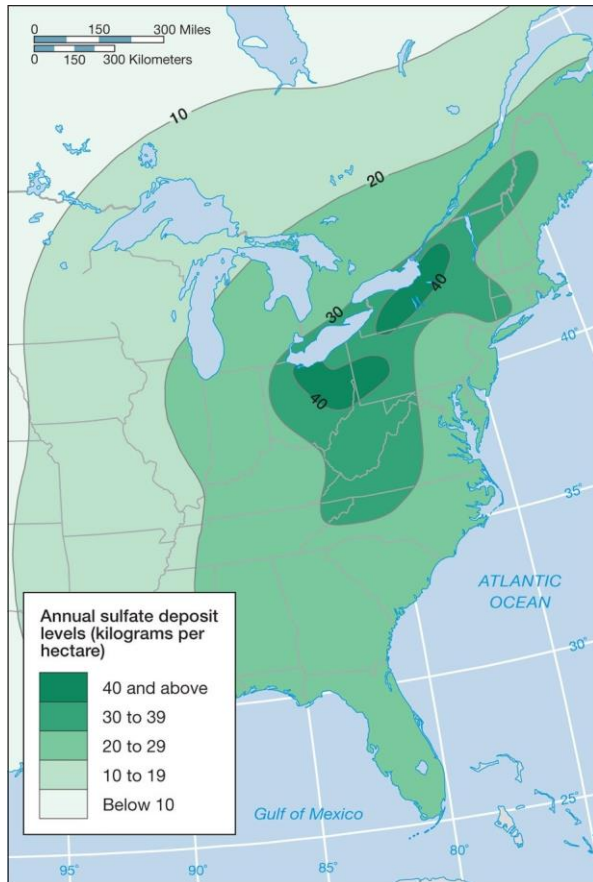 0 150 300 Miles
0 150 300 Kilometers
10
20
30
40
40
40°
35°
ATLANTIC
OCEAN
30°
Annual sulfate deposit
levels (kilograms per
hectare)
40 and above
30 to 39
20 to 29
10 to 19
Below 10
Gulf of Mexico
25°
95°
90°
85°
80°